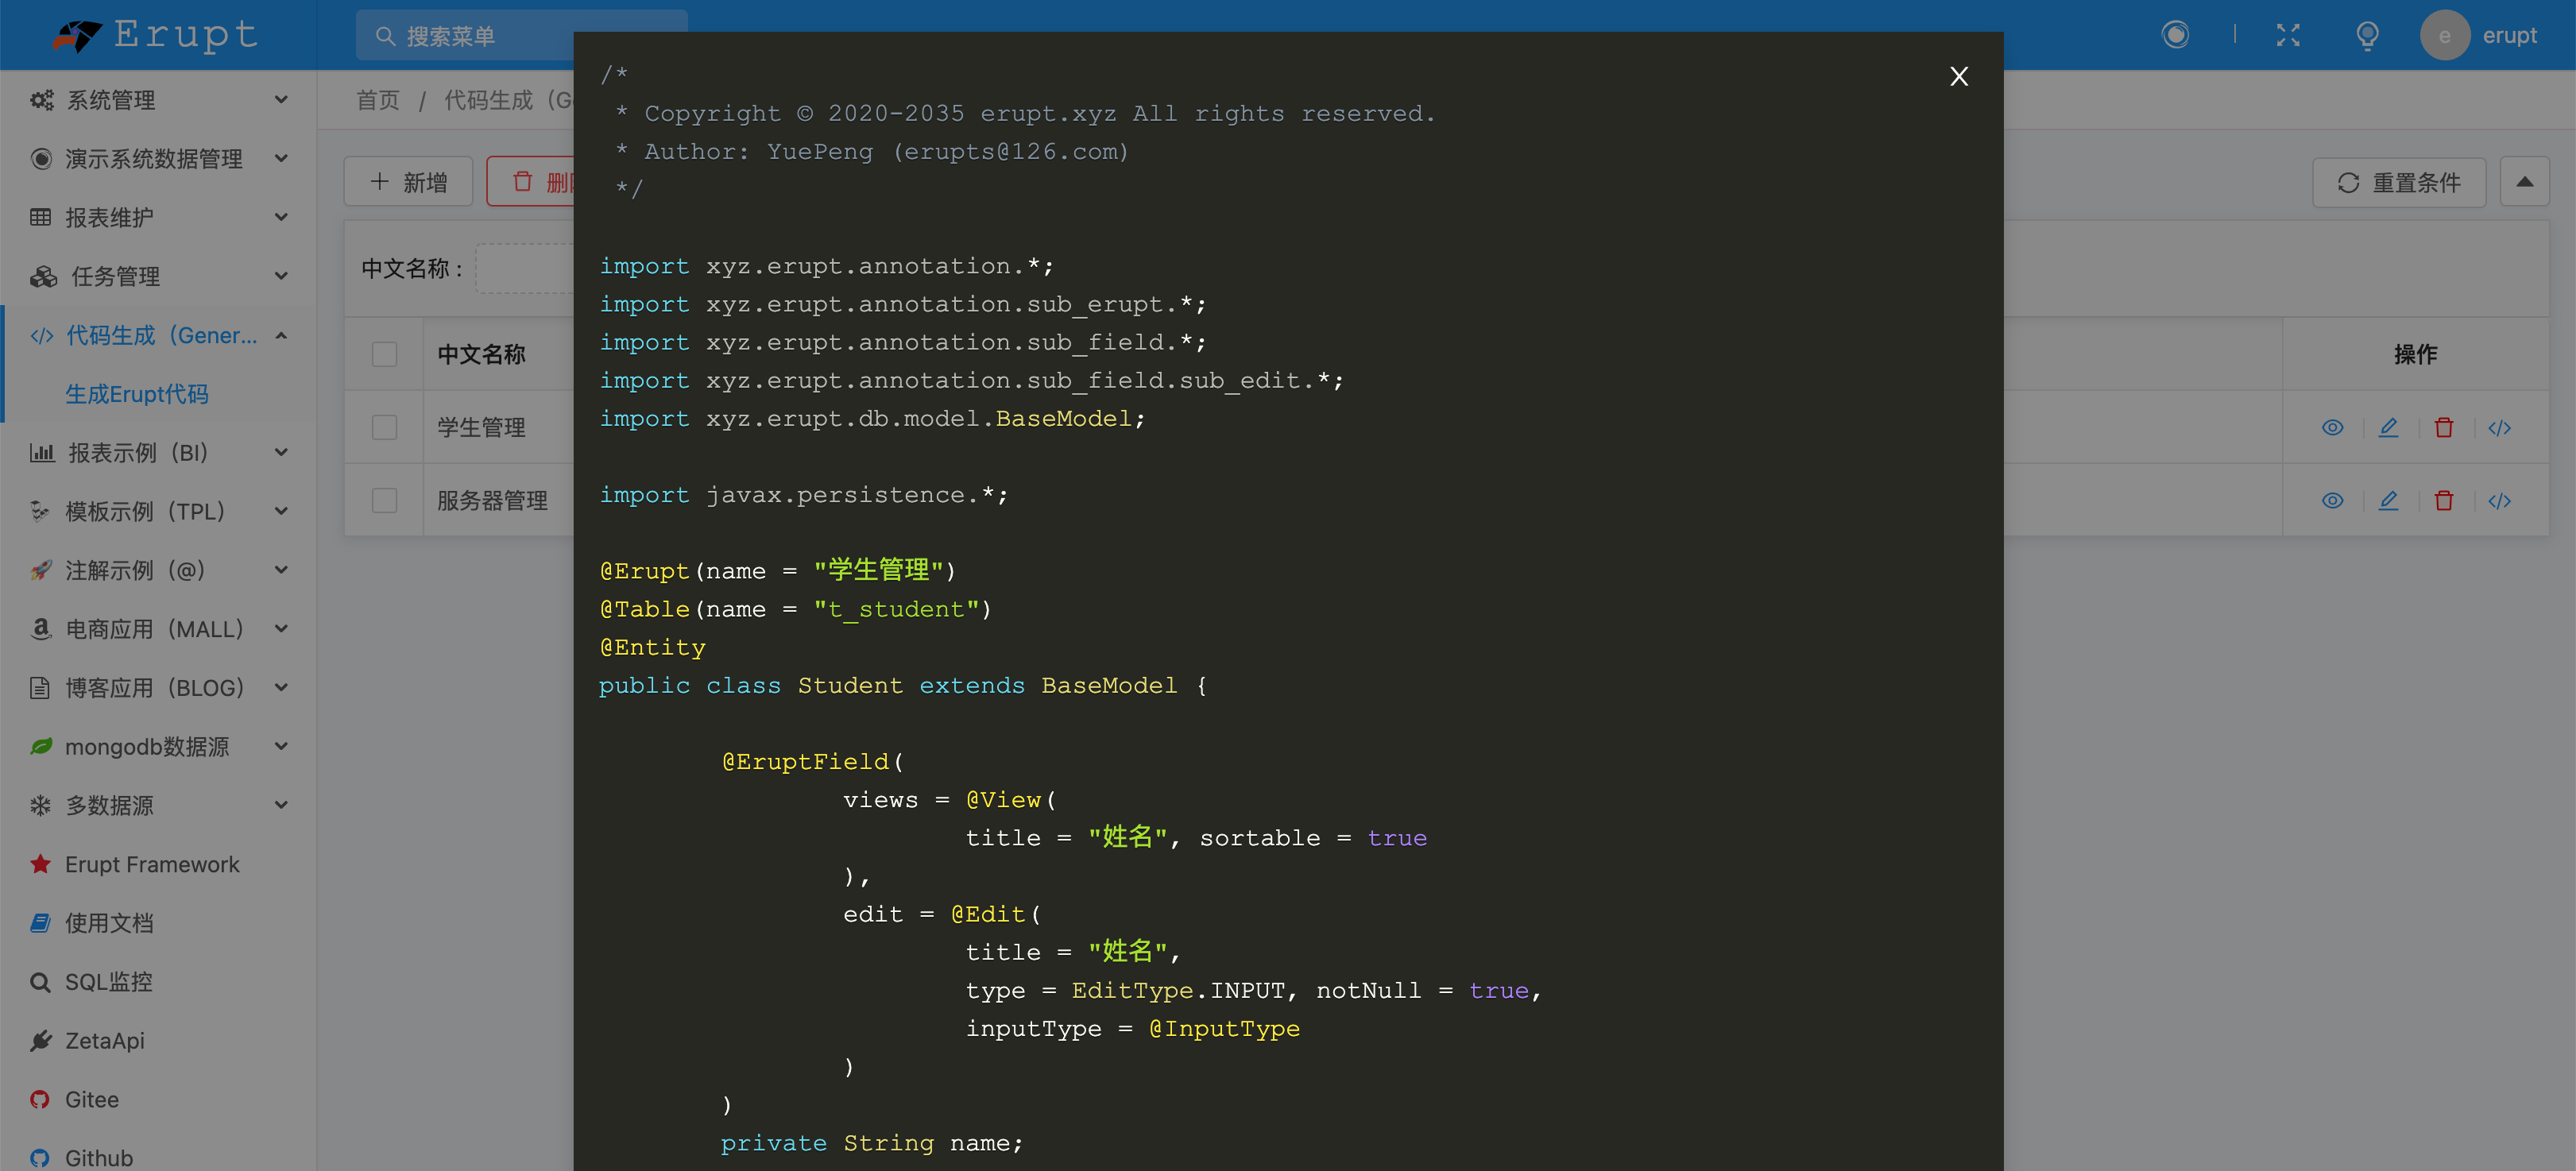 Erupt
搜索菜单
e
erupt
系统管理
演示系统数据管理
报表维护
任务管理
代码生成（Gener...
生成Erupt代码
报表示例（BI）
模板示例（TPL）
注解示例（@）
电商应用（MALL）
博客应用（BLOG）
mongodb数据源
多数据源
Erupt Framework
使用文档
SQL监控
ZetaApi
Gitee
Github
首页 / 代码生成（G
新增
重置条件
中文名称 :
中文名称
操作
学生管理
服务器管理
X
/*
 * Copyright © 2020-2035 erupt.xyz All rights reserved.
 * Author: YuePeng (erupts@126.com)
 */
import xyz.erupt.annotation.*;
import xyz.erupt.annotation.sub_erupt.*;
import xyz.erupt.annotation.sub_field.*;
import xyz.erupt.annotation.sub_field.sub_edit.*;
import xyz.erupt.db.model.BaseModel;
import javax.persistence.*;
@Erupt(name = "学生管理")
@Table(name = "t_student")
@Entity
public class Student extends BaseModel {
        @EruptField(
                views = @View(
                        title = "姓名", sortable = true
                ),
                edit = @Edit(
                        title = "姓名",
                        type = EditType.INPUT, notNull = true,
                        inputType = @InputType
                )
        )
        private String name;